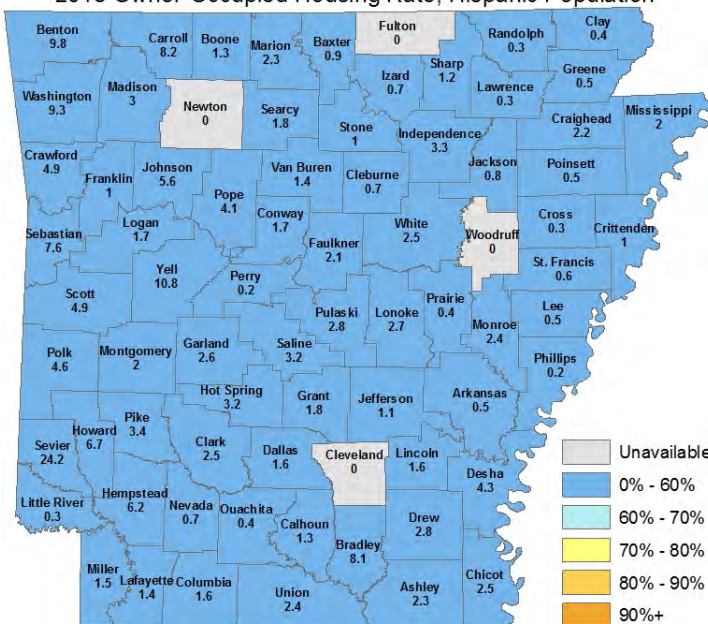 2018 Owner-Occupied Housing Rate, Hispanic Population
Benton
9.8
Carroll
8.2
Boone
1.3
Marion
2.3
Baxter
0.9
Fulton
0
Randolph
0.3
Clay
0.4
Sharp
1.2
Izard
0.7
Greene
0.5
Lawrence
0.3
Washington
9.3
Madison
3
Newton
0
Searcy
1.8
Stone
1
Independence
3.3
Craighead
2.2
Mississippi
2
Crawford
4.9
Franklin
1
Johnson
5.6
Pope
4.1
Van Buren
1.4
Cleburne
0.7
Jackson
0.8
Poinsett
0.5
Sebastian
7.6
Logan
1.7
Conway
1.7
Faulkner
2.1
White
2.5
Woodruff
0
Cross
0.3
Crittenden
1
St. Francis
0.6
Scott
4.9
Yell
10.8
Perry
0.2
Pulaski
2.8
Lonoke
2.7
Prairie
0.4
Monroe
2.4
Lee
0.5
Phillips
0.2
Polk
4.6
Montgomery
2
Garland
2.6
Saline
3.2
Hot Spring
3.2
Grant
1.8
Jefferson
1.1
Arkansas
0.5
Sevier
24.2
Howard
6.7
Pike
3.4
Clark
2.5
Dallas
1.6
Cleveland
0
Lincoln
1.6
Desha
4.3
Little River
0.3
Hempstead
6.2
Nevada
0.7
Ouachita
0.4
Calhoun
1.3
Bradley
8.1
Drew
2.8
Miller
1.5
Lafayette
1.4
Columbia
1.6
Union
2.4
Ashley
2.3
Chicot
2.5
Unavailable
0% - 60%
60% - 70%
70% - 80%
80% - 90%
90%+